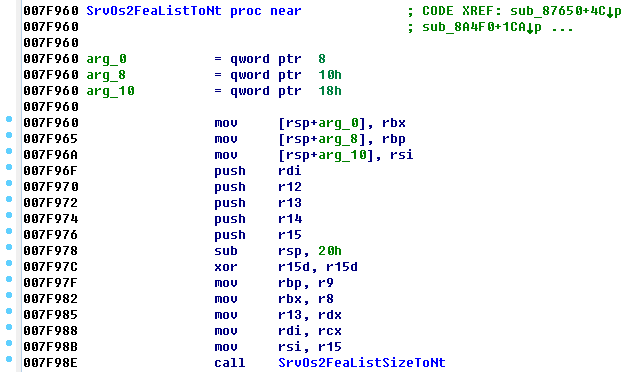 007F960 SrvOs2FeaListToNt proc near ; CODE XREF: sub_87650+4C↓p
007F960 ; sub_8A4F0+1CA↓p ...
007F960
007F960 arg_0 = qword ptr 8
007F960 arg_8 = qword ptr 10h
007F960 arg_10 = qword ptr 18h
007F960
007F960 mov [rsp+arg_0], rbx
007F965 mov [rsp+arg_8], rbp
007F96A mov [rsp+arg_10], rsi
007F96F push rdi
007F970 push r12
007F972 push r13
007F974 push r14
007F976 push r15
007F978 sub rsp, 20h
007F97C xor r15d, r15d
007F97F mov rbp, r9
007F982 mov rbx, r8
007F985 mov r13, rdx
007F988 mov rdi, rcx
007F98B mov rsi, r15
007F98E call SrvOs2FeaListSizeToNt